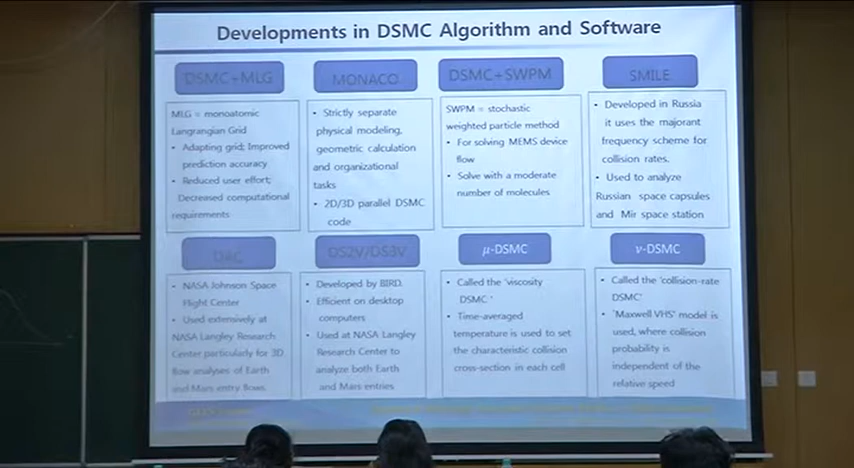 Developments in DSMC Algorithm and Software
DSMC+MLG
MLG = monoatomic
Langrangian Grid
• Adapting grid; Improved
prediction accuracy
• Reduced user effort;
Decreased computational
requirements
MONACO
• Strictly separate
physical modeling,
geometric calculation
and organizational
tasks
• 2D/3D parallel DSMC
code
DSMC+SWPM
SWPM = stochastic
weighted particle method
• For solving MEMS device
flow
• Solve with a moderate
number of molecules
SMILE
• Developed in Russia
it uses the majorant
frequency scheme for
collision rates.
• Used to analyze
Russian space capsules
and Mir space station
DAC
• NASA Johnson Space
Flight Center
• Used extensively at
NASA Langley Research
Center particularly for 3D
flow analyses of Earth
and Mars entry flows.
DS2V/DS3V
• Developed by BIRD.
• Efficient on desktop
computers
• Used at NASA Langley
Research Center to
analyze both Earth
and Mars entries
μ-DSMC
• Called the 'viscosity
DSMC '
• Time-averaged
temperature is used to set
the characteristic collision
cross-section in each cell
ν-DSMC
• Called the 'collision-rate
DSMC'
• 'Maxwell VHS' model is
used, where collision
probability is
independent of the
relative speed